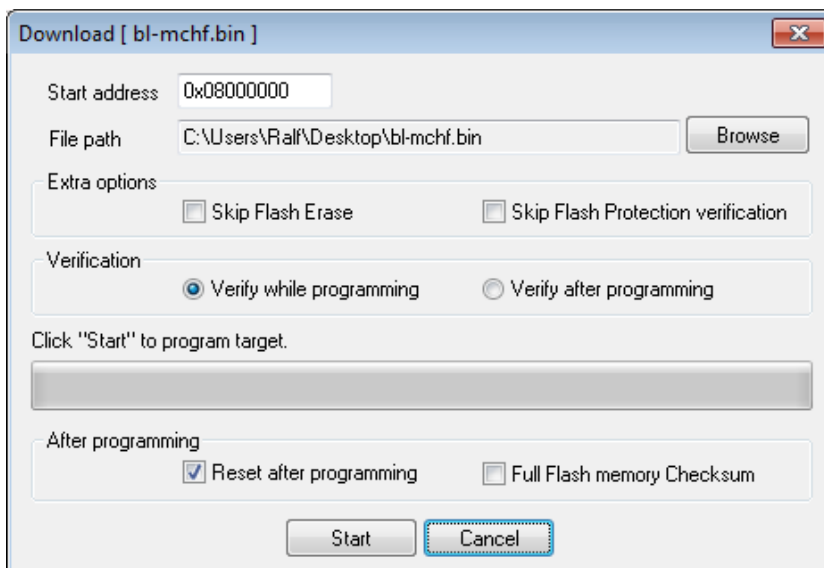 Download [ bl-mchf.bin ]
Start address 0x08000000
File path C:\Users\Ralf\Desktop\bl-mchf.bin Browse
Extra options
Skip Flash Erase Skip Flash Protection verification
Verification
Verify while programming Verify after programming
Click "Start" to program target.
After programming
Reset after programming Full Flash memory Checksum
Start Cancel